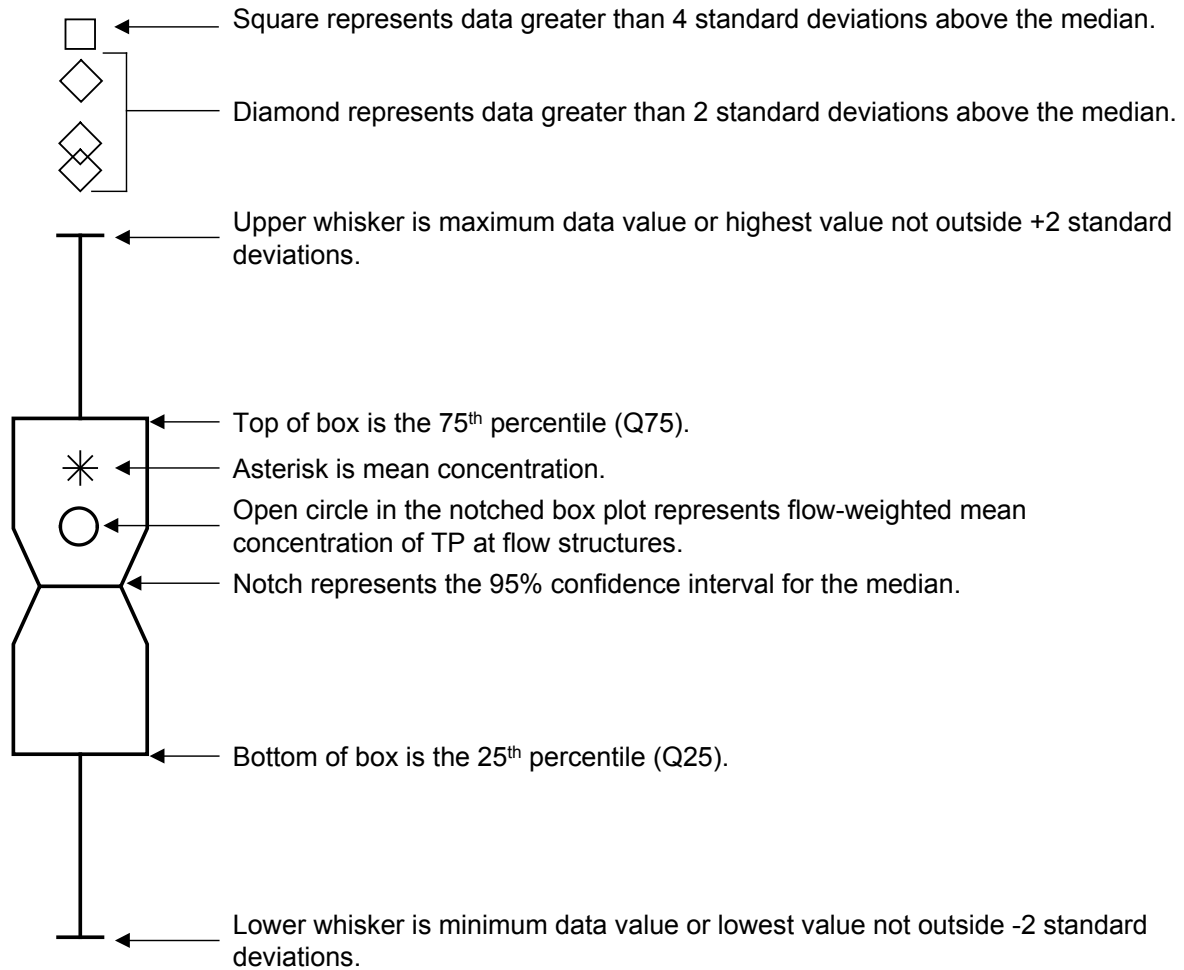 Square represents data greater than 4 standard deviations above the median.
Diamond represents data greater than 2 standard deviations above the median.
Upper whisker is maximum data value or highest value not outside +2 standard
deviations.
Top of box is the 75th percentile (Q75).
Asterisk is mean concentration.
Open circle in the notched box plot represents flow-weighted mean
concentration of TP at flow structures.
Notch represents the 95% confidence interval for the median.
Bottom of box is the 25th percentile (Q25).
Lower whisker is minimum data value or lowest value not outside -2 standard
deviations.